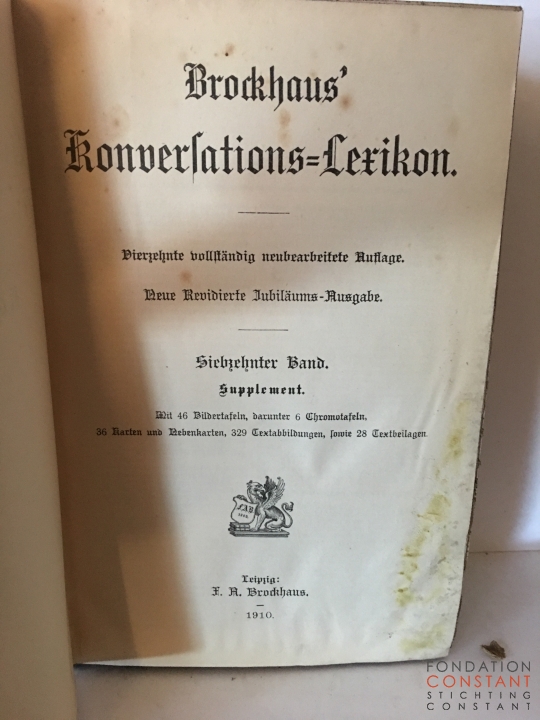 Brockhaus’
Konverſations=Lexikon.
Vierzehnte vollſtändig neubearbeitete Auflage.
Neue Revidierte Jubiläums-Ausgabe.
Siebzehnter Band.
Supplement.
Mit 46 Bildertafeln, darunter 6 Chromotafeln,
36 Karten und Nebenkarten, 329 Textabbildungen, ſowie 28 Textbeilagen
FAB
Leipzig:
F. A. Brockhaus.
1910.
FONDATION
CONSTANT
STICHTING
CONSTANT